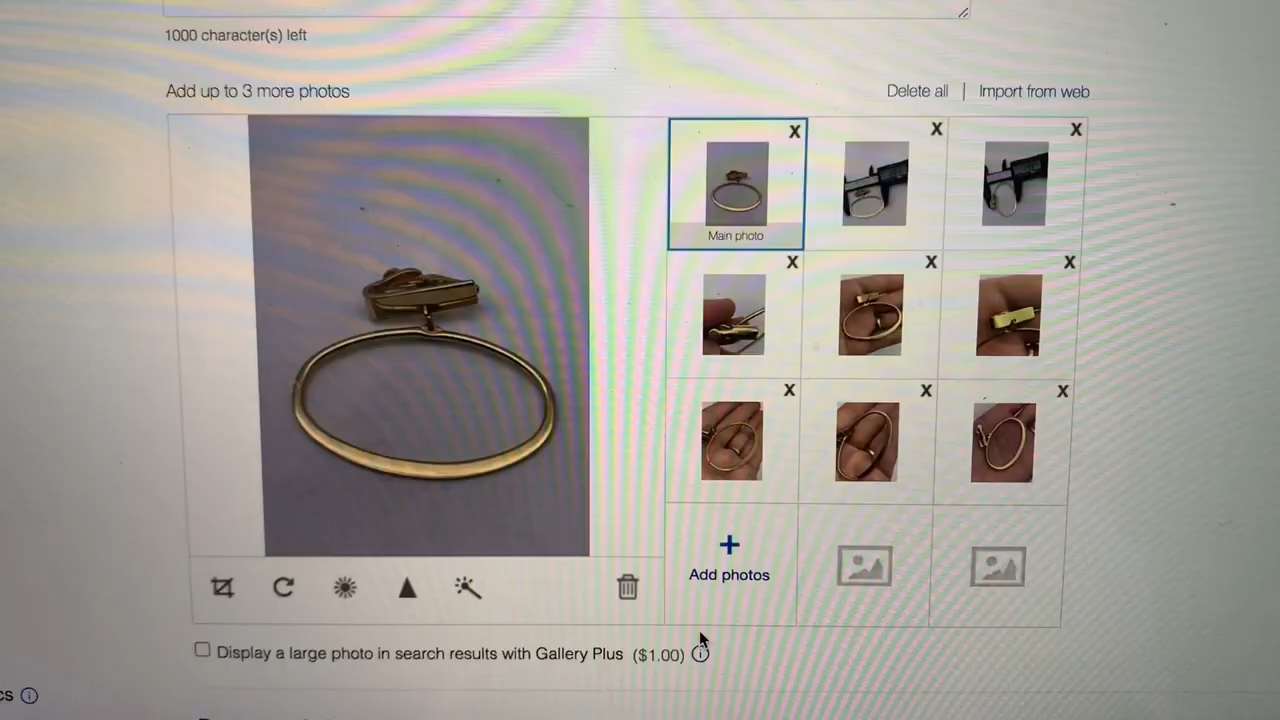 1000 character(s) left
Add up to 3 more photos
Delete all | Import from web
X
X
X
Main photo
X
X
X
X
X
X
+
Add photos
Display a large photo in search results with Gallery Plus ($1.00)
cs